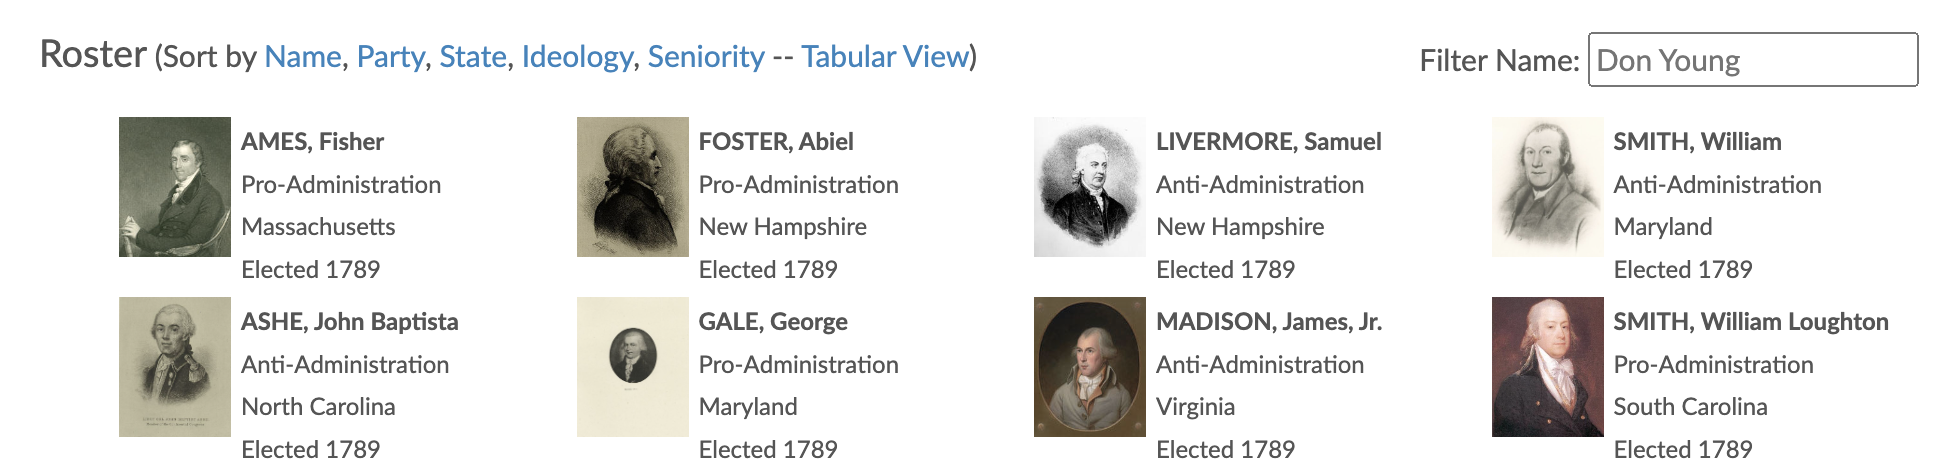 Roster (Sort by Name, Party, State, Ideology, Seniority -- Tabular View)
Filter Name: Don Young
AMES, Fisher
Pro-Administration
Massachusetts
Elected 1789
FOSTER, Abiel
Pro-Administration
New Hampshire
Elected 1789
LIVERMORE, Samuel
Anti-Administration
New Hampshire
Elected 1789
SMITH, William
Anti-Administration
Maryland
Elected 1789
ASHE, John Baptista
Anti-Administration
North Carolina
Elected 1789
GALE, George
Pro-Administration
Maryland
Elected 1789
MADISON, James, Jr.
Anti-Administration
Virginia
Elected 1789
SMITH, William Loughton
Pro-Administration
South Carolina
Elected 1789